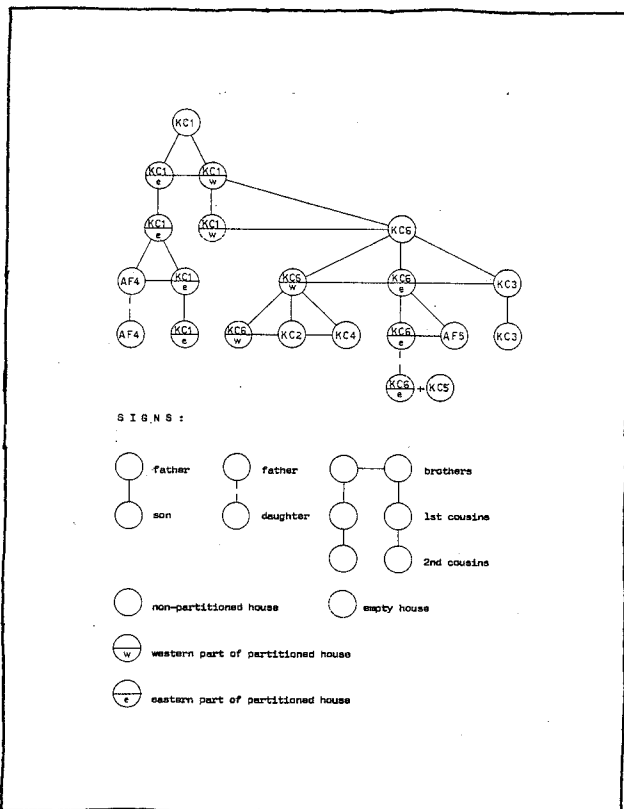 KC1
KC1 e KC1 w
KC1 e KC1 w KC6
AF4 KC1 e KC6 w KC6 e KC3
AF4 KC1 e KC6 w KC2 KC4 KC6 e AF5 KC3
KC6 e + KC5
SIGNS:
father father brothers
son daughter 1st cousins
2nd cousins
non-partitioned house empty house
w western part of partitioned house
e eastern part of partitioned house